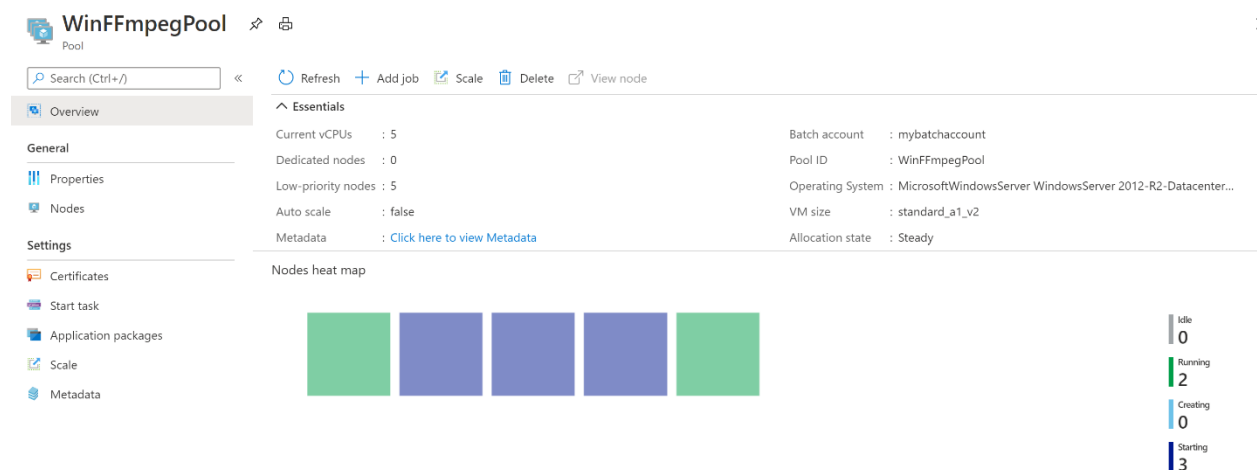 WinFFmpegPool
Pool
Search (Ctrl+/)
«
Overview
General
Properties
Nodes
Settings
Certificates
Start task
Application packages
Scale
Metadata
Refresh Add job Scale Delete View node
Essentials
Current vCPUs : 5
Dedicated nodes : 0
Low-priority nodes : 5
Auto scale : false
Metadata : Click here to view Metadata
Batch account : mybatchaccount
Pool ID : WinFFmpegPool
Operating System : MicrosoftWindowsServer WindowsServer 2012-R2-Datacenter...
VM size : standard_a1_v2
Allocation state : Steady
Nodes heat map
Idle
0
Running
2
Creating
0
Starting
3